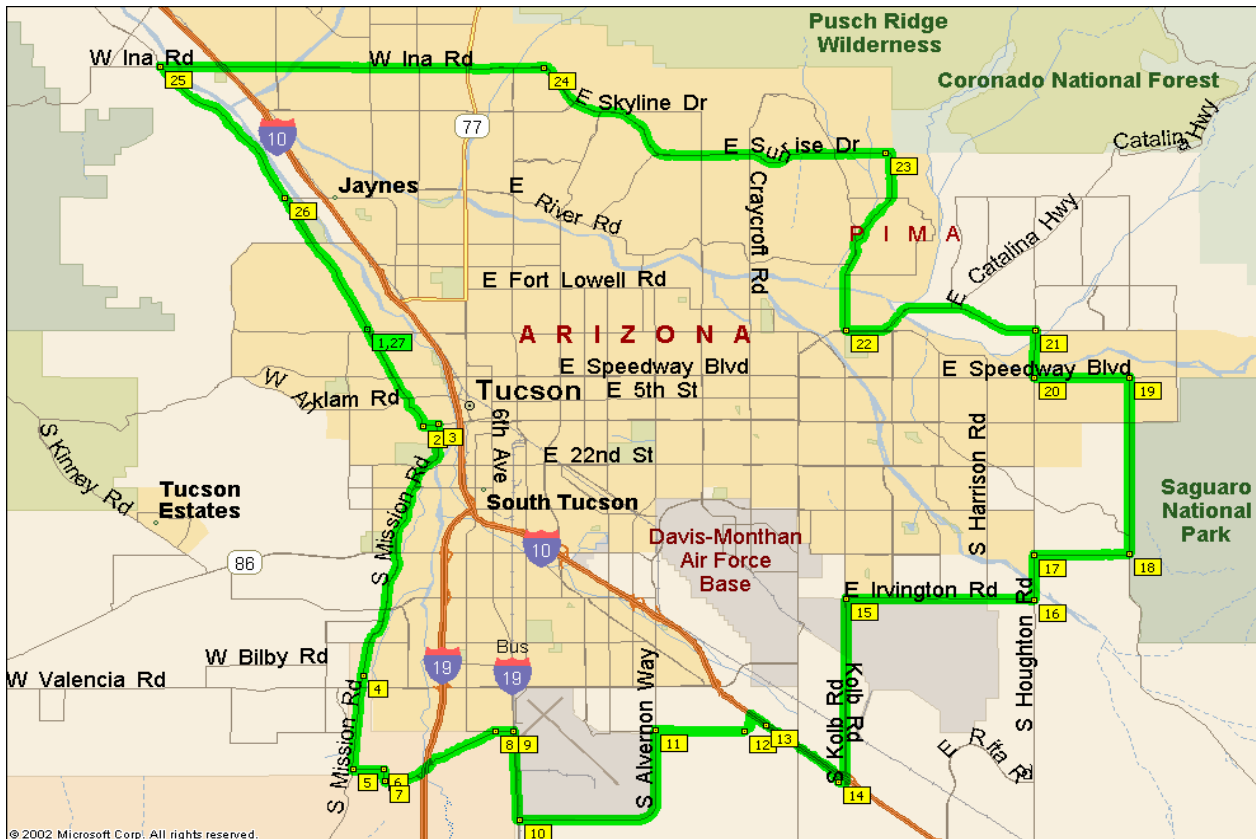 Pusch Ridge
Wilderness
W Ina Rd
W Ina Rd
Coronado National Forest
25
24
E Skyline Dr
77
Catalina Hwy
10
E Sunrise Dr
23
Jaynes
E River Rd
Craycroft Rd
26
P I M A
E Catalina Hwy
E Fort Lowell Rd
A R I Z O N A
1,27
22
21
E Speedway Blvd
E Speedway Blvd
W Anklam Rd
Tucson
E 5th St
20
19
6th Ave
2
3
S Kinney Rd
E 22nd St
S Harrison Rd
Tucson
Estates
S Mission Rd
South Tucson
Saguaro
National
Park
86
10
Davis-Monthan
Air Force
Base
17
18
15
E Irvington Rd
16
W Bilby Rd
19
Bus
19
W Valencia Rd
4
S Mission Rd
S Alvernon Way
S Kolb Rd
Kolb Rd
S Houghton Rd
E Rita Rd
8
9
11
12
13
5
6
7
14
10
© 2002 Microsoft Corp. All rights reserved.